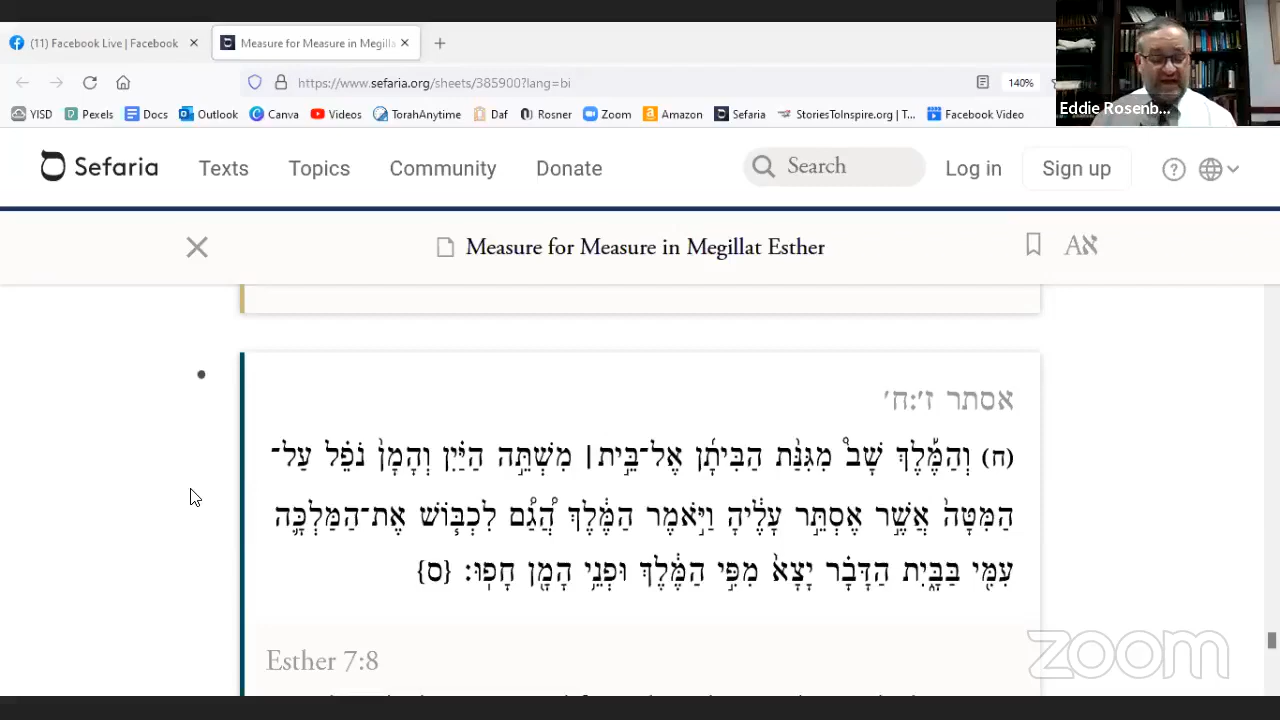 (11) Facebook Live | Facebook
Measure for Measure in Megilla
https://www.sefaria.org/sheets/385900?lang=bi
140%
Eddie Rosenb...
YISD Pexels Docs Outlook Canva Videos TorahAnytime Daf Rosner Zoom Amazon Sefaria StoriesToInspire.org | T... Facebook Video
Sefaria Texts Topics Community Donate Search Log in Sign up
Measure for Measure in Megillat Esther
אסתר ז׳:ח׳
(ח) וְהַמֶּ֡לֶךְ שָׁב֩ מִגִּנַּ֨ת הַבִּיתָ֜ן אֶל־בֵּ֣ית׀ מִשְׁתֵּ֣ה הַיַּ֗יִן וְהָמָן֙ נֹפֵ֗ל עַל־
הַמִּטָּה֙ אֲשֶׁ֣ר אֶסְתֵּ֣ר עָלֶ֔יהָ וַיֹּ֣אמֶר הַמֶּ֔לֶךְ הֲ֠גַם לִכְבּ֧וֹשׁ אֶת־הַמַּלְכָּ֛ה
עִמִּ֖י בַּבָּ֑יִת הַדָּבָ֗ר יָצָא֙ מִפִּ֣י הַמֶּ֔לֶךְ וּפְנֵ֥י הָמָ֖ן חָפֽוּ׃ {ס}
Esther 7:8
zoom